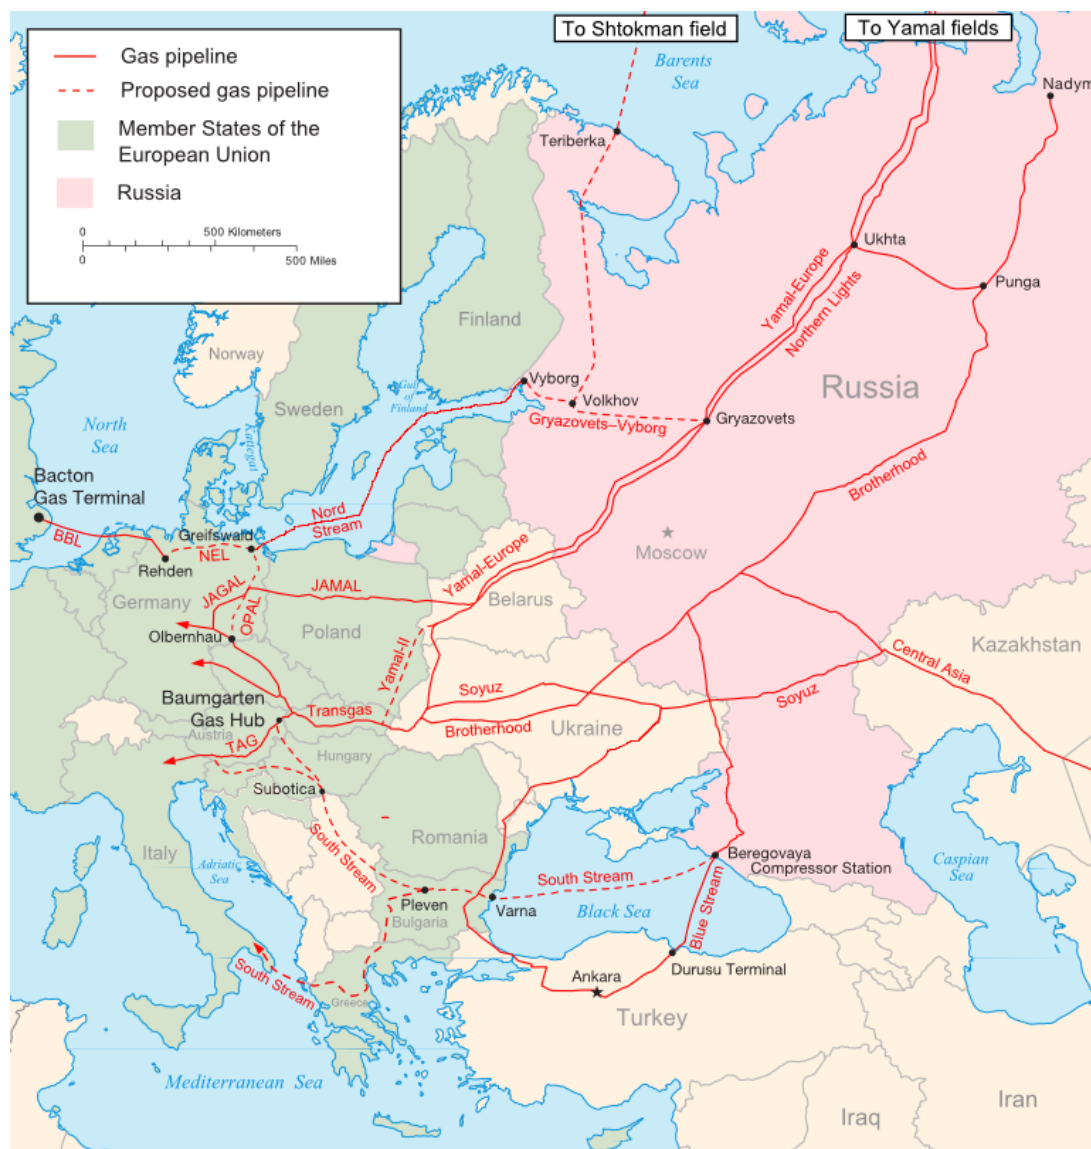 To Shtokman field
To Yamal fields
Gas pipeline
Proposed gas pipeline
Member States of the
European Union
Russia
0
500 Kilometers
0
500 Miles
Barents
Sea
Nadym
Teriberka
Ukhta
Punga
Yamal-Europe
Northern Lights
Finland
Norway
Sweden
Gulf
of
Finland
Vyborg
Volkhov
Gryazovets–Vyborg
Gryazovets
Russia
North
Sea
Kattegat
Bacton
Gas Terminal
BBL
Brotherhood
Nord
Stream
Greifswald
NEL
Rehden
Moscow
Yamal-Europe
JAGAL
JAMAL
Germany
OPAL
Belarus
Poland
Olbernhau
Yamal-II
Kazakhstan
Central Asia
Soyuz
Soyuz
Baumgarten
Gas Hub
Transgas
Brotherhood
Ukraine
Austria
TAG
Hungary
Subotica
Romania
South Stream
Italy
Adriatic
Sea
Beregovaya
Compressor Station
Caspian
Sea
South Stream
Pleven
Bulgaria
Varna
Black Sea
Blue Stream
South Stream
Durusu Terminal
Ankara
Greece
Turkey
Mediterranean Sea
Iraq
Iran